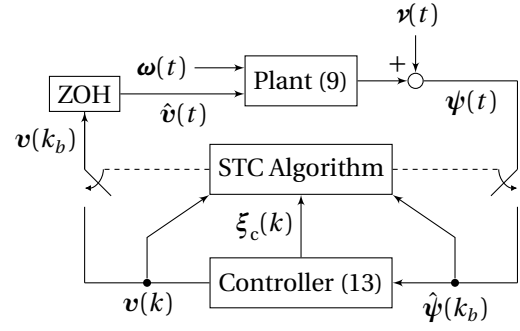 ν(t)
ω(t)
+
Plant (9)
ZOH
v̂(t)
ψ(t)
v(k_b)
STC Algorithm
ξ_c(k)
Controller (13)
v(k)
ψ̂(k_b)